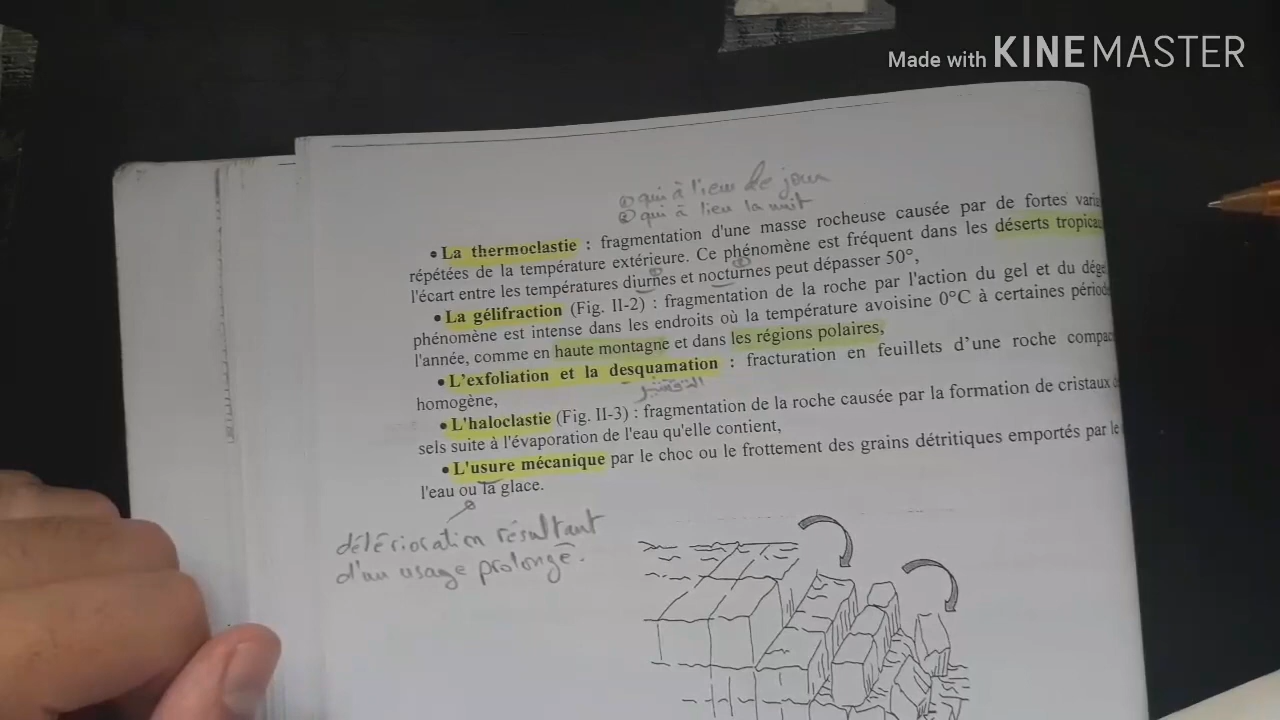 Made with KINEMASTER
① qui à lieu de jour
② qui à lieu la nuit
• La thermoclastie : fragmentation d'une masse rocheuse causée par de fortes
répétées de la température extérieure. Ce phénomène est fréquent dans les déserts
l'écart entre les températures diurnes et nocturnes peut dépasser 50°,
• La gélifraction (Fig. II-2) : fragmentation de la roche par l'action du gel et du
phénomène est intense dans les endroits où la température avoisine 0°C à certaines
l'année, comme en haute montagne et dans les régions polaires,
• L'exfoliation et la desquamation : fracturation en feuillets d'une roche
homogène,
التقشير
• L'haloclastie (Fig. II-3) : fragmentation de la roche causée par la formation de cristaux
sels suite à l'évaporation de l'eau qu'elle contient,
• L'usure mécanique par le choc ou le frottement des grains détritiques emportés par le
l'eau ou la glace.
détérioration résultant
d'un usage prolongé.